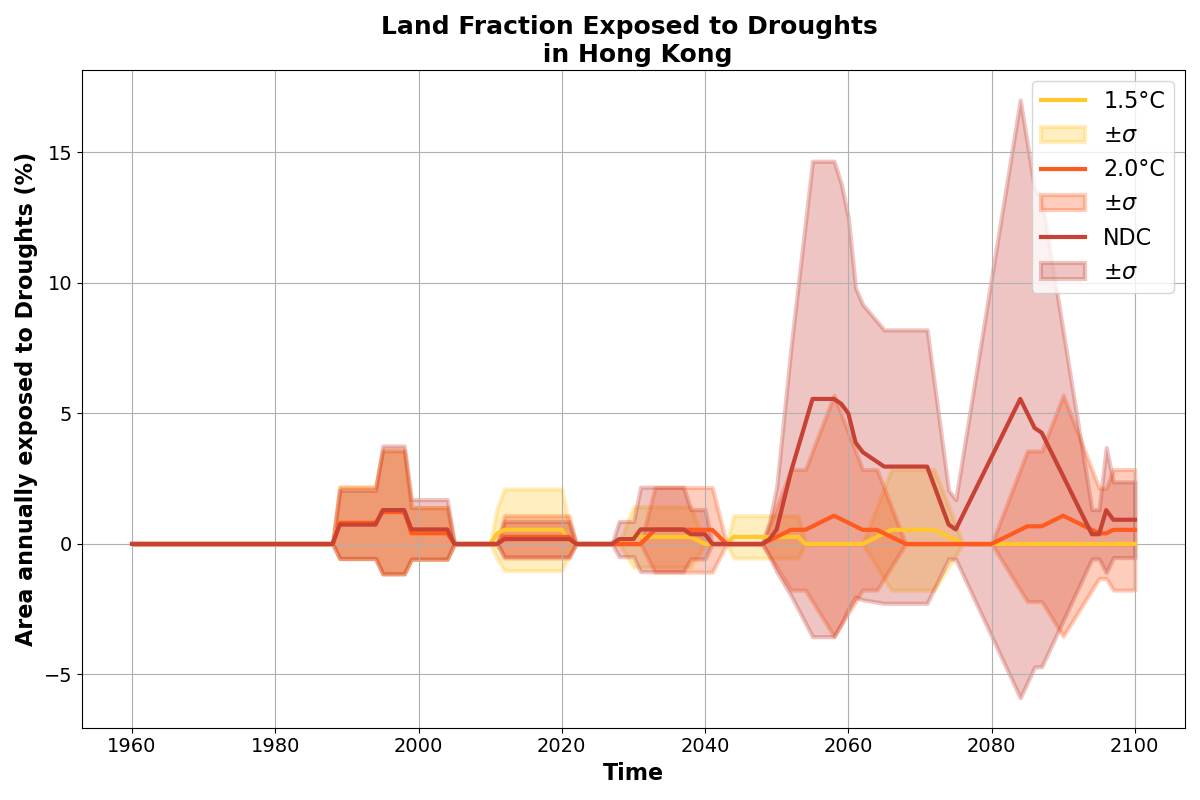 Land Fraction Exposed to Droughts
in Hong Kong
Area annually exposed to Droughts (%)
15
10
5
0
−5
1960
1980
2000
2020
2040
2060
2080
2100
Time
1.5°C
±σ
2.0°C
±σ
NDC
±σ